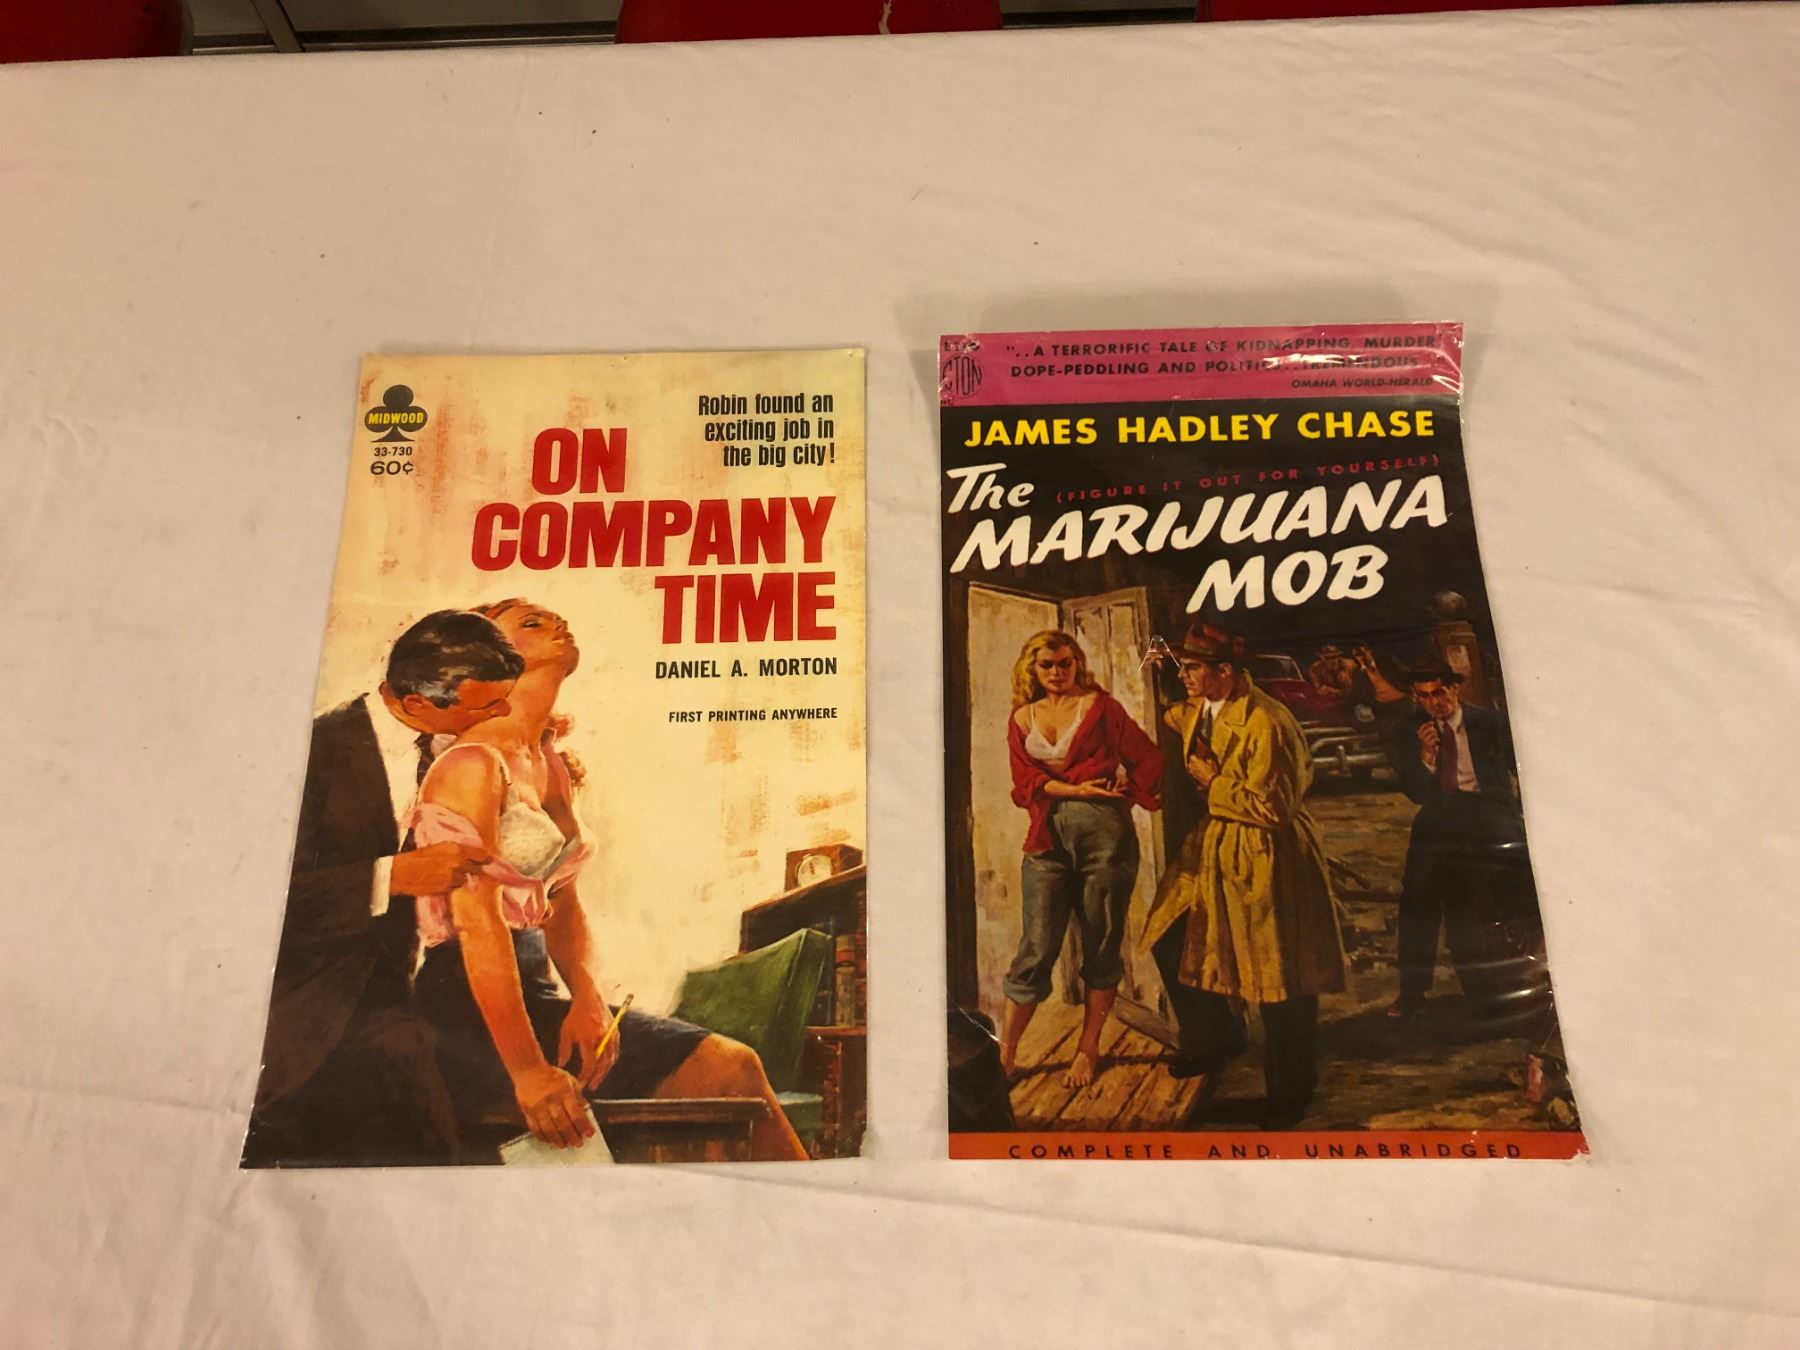 MIDWOOD
33-730
60¢
Robin found an
exciting job in
the big city!
ON
COMPANY
TIME
DANIEL A. MORTON
FIRST PRINTING ANYWHERE
"..A TERRORIFIC TALE OF KIDNAPPING, MURDER,
DOPE-PEDDLING AND POLITICS..TREMENDOUS.."
OMAHA WORLD-HERALD
GTON
JAMES HADLEY CHASE
(FIGURE IT OUT FOR YOURSELF)
The
MARIJUANA
MOB
COMPLETE AND UNABRIDGED